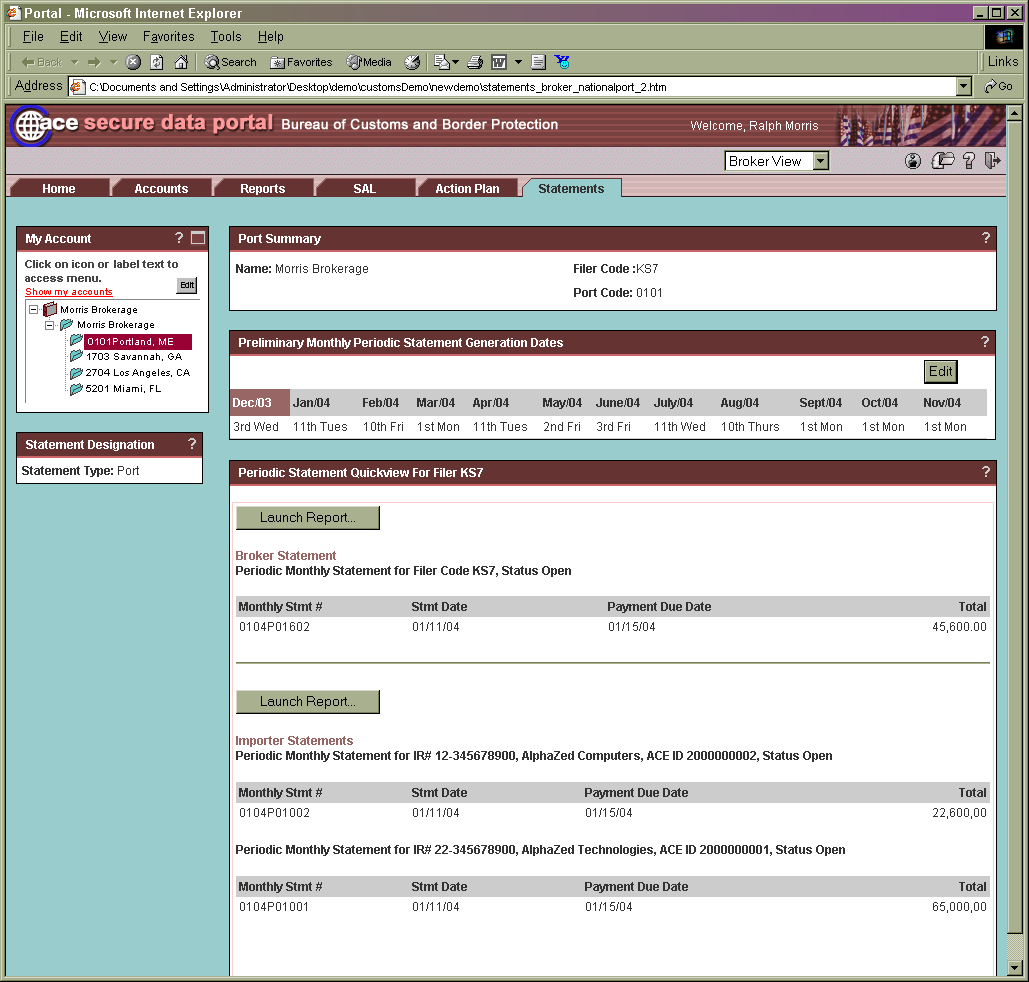 Portal - Microsoft Internet Explorer
File Edit View Favorites Tools Help
Back Search Favorites Media Links
Address C:\Documents and Settings\Administrator\Desktop\demo\customsDemo\newdemo\statements_broker_nationalport_2.htm Go
ace secure data portal Bureau of Customs and Border Protection Welcome, Ralph Morris
Broker View ?
Home Accounts Reports SAL Action Plan Statements
My Account ?
Click on icon or label text to
access menu.
Show my accounts Edit
Morris Brokerage
Morris Brokerage
0101Portland, ME
1703 Savannah, GA
2704 Los Angeles, CA
5201 Miami, FL
Statement Designation ?
Statement Type: Port
Port Summary ?
Name: Morris Brokerage Filer Code :KS7
Port Code: 0101
Preliminary Monthly Periodic Statement Generation Dates ?
Edit
Dec/03 Jan/04 Feb/04 Mar/04 Apr/04 May/04 June/04 July/04 Aug/04 Sept/04 Oct/04 Nov/04
3rd Wed 11th Tues 10th Fri 1st Mon 11th Tues 2nd Fri 3rd Fri 11th Wed 10th Thurs 1st Mon 1st Mon 1st Mon
Periodic Statement Quickview For Filer KS7 ?
Launch Report...
Broker Statement
Periodic Monthly Statement for Filer Code KS7, Status Open
Monthly Stmt # Stmt Date Payment Due Date Total
0104P01602 01/11/04 01/15/04 45,600.00
Launch Report...
Importer Statements
Periodic Monthly Statement for IR# 12-345678900, AlphaZed Computers, ACE ID 2000000002, Status Open
Monthly Stmt # Stmt Date Payment Due Date Total
0104P01002 01/11/04 01/15/04 22,600,00
Periodic Monthly Statement for IR# 22-345678900, AlphaZed Technologies, ACE ID 2000000001, Status Open
Monthly Stmt # Stmt Date Payment Due Date Total
0104P01001 01/11/04 01/15/04 65,000,00